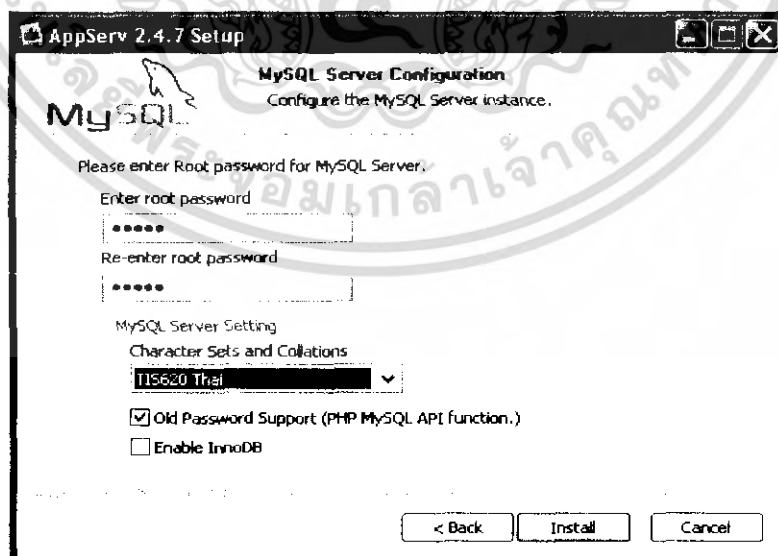 AppServ 2.4.7 Setup
MySQL Server Configuration
Configure the MySQL Server instance.
MySQL
Please enter Root password for MySQL Server.
Enter root password
•••••
Re-enter root password
•••••
MySQL Server Setting
Character Sets and Collations
TIS620 Thai
Old Password Support (PHP MySQL API function.)
Enable InnoDB
< Back Install Cancel